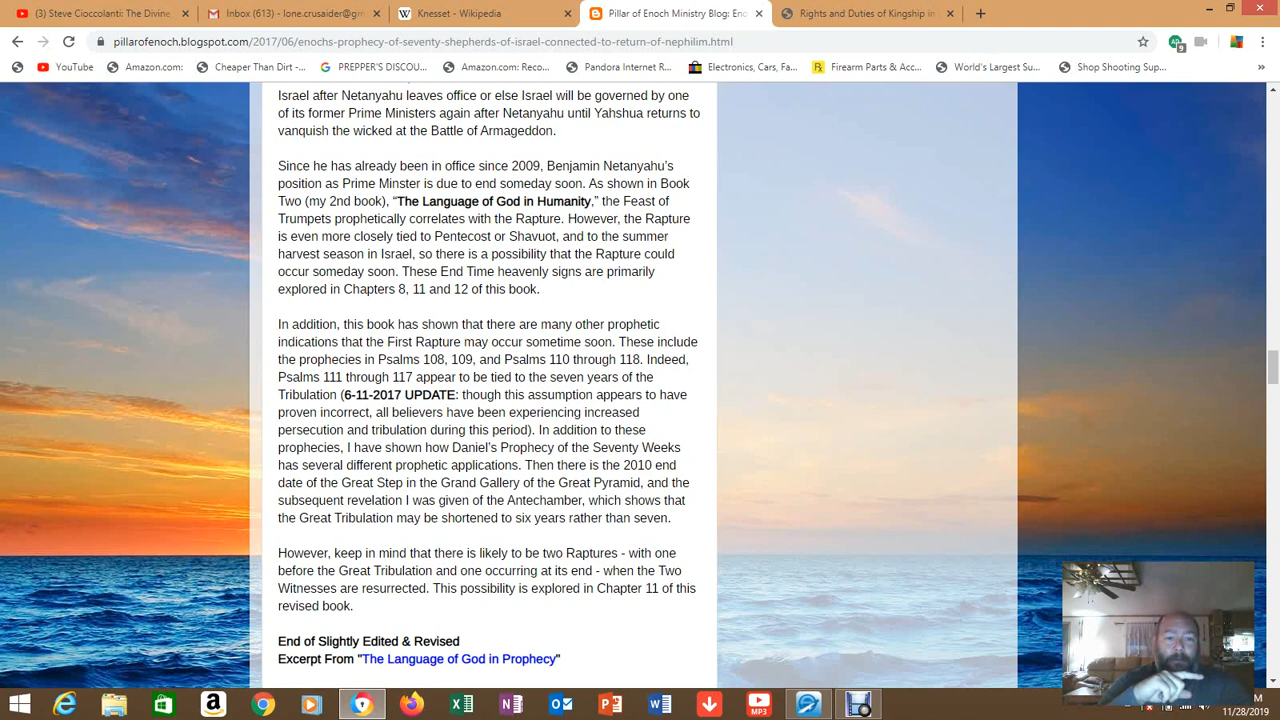 (3) Steve Cioccolanti: The Divine
Inbox (613) - lone.crusaider@gm
Knesset - Wikipedia
Pillar of Enoch Ministry Blog: Eno
Rights and Duties of Kingship in
pillarofenoch.blogspot.com/2017/06/enochs-prophecy-of-seventy-shepherds-of-israel-connected-to-return-of-nephilim.html
YouTube
Amazon.com:
Cheaper Than Dirt -...
PREPPER'S DISCOU...
Amazon.com: Reco...
Pandora Internet R...
Electronics, Cars, Fa...
Firearm Parts & Acc...
World's Largest Su...
Shop Shooting Sup...
Israel after Netanyahu leaves office or else Israel will be governed by one
of its former Prime Ministers again after Netanyahu until Yahshua returns to
vanquish the wicked at the Battle of Armageddon.
Since he has already been in office since 2009, Benjamin Netanyahu's
position as Prime Minster is due to end someday soon. As shown in Book
Two (my 2nd book), “The Language of God in Humanity,” the Feast of
Trumpets prophetically correlates with the Rapture. However, the Rapture
is even more closely tied to Pentecost or Shavuot, and to the summer
harvest season in Israel, so there is a possibility that the Rapture could
occur someday soon. These End Time heavenly signs are primarily
explored in Chapters 8, 11 and 12 of this book.
In addition, this book has shown that there are many other prophetic
indications that the First Rapture may occur sometime soon. These include
the prophecies in Psalms 108, 109, and Psalms 110 through 118. Indeed,
Psalms 111 through 117 appear to be tied to the seven years of the
Tribulation (6-11-2017 UPDATE: though this assumption appears to have
proven incorrect, all believers have been experiencing increased
persecution and tribulation during this period). In addition to these
prophecies, I have shown how Daniel's Prophecy of the Seventy Weeks
has several different prophetic applications. Then there is the 2010 end
date of the Great Step in the Grand Gallery of the Great Pyramid, and the
subsequent revelation I was given of the Antechamber, which shows that
the Great Tribulation may be shortened to six years rather than seven.
However, keep in mind that there is likely to be two Raptures - with one
before the Great Tribulation and one occurring at its end - when the Two
Witnesses are resurrected. This possibility is explored in Chapter 11 of this
revised book.
End of Slightly Edited & Revised
Excerpt From "The Language of God in Prophecy"
11/28/2019